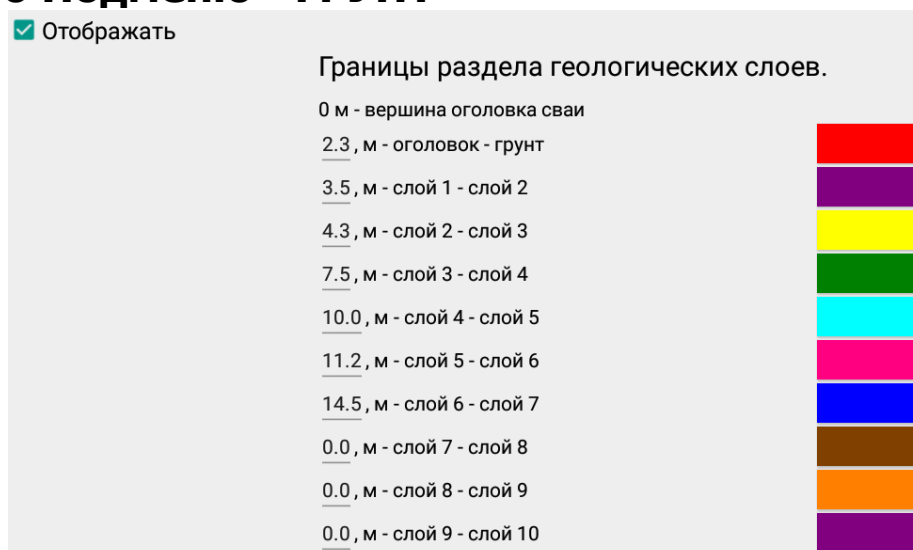 Отображать
Границы раздела геологических слоев.
0 м - вершина оголовка сваи
2.3 , м - оголовок - грунт
3.5 , м - слой 1 - слой 2
4.3 , м - слой 2 - слой 3
7.5 , м - слой 3 - слой 4
10.0 , м - слой 4 - слой 5
11.2 , м - слой 5 - слой 6
14.5 , м - слой 6 - слой 7
0.0 , м - слой 7 - слой 8
0.0 , м - слой 8 - слой 9
0.0 , м - слой 9 - слой 10